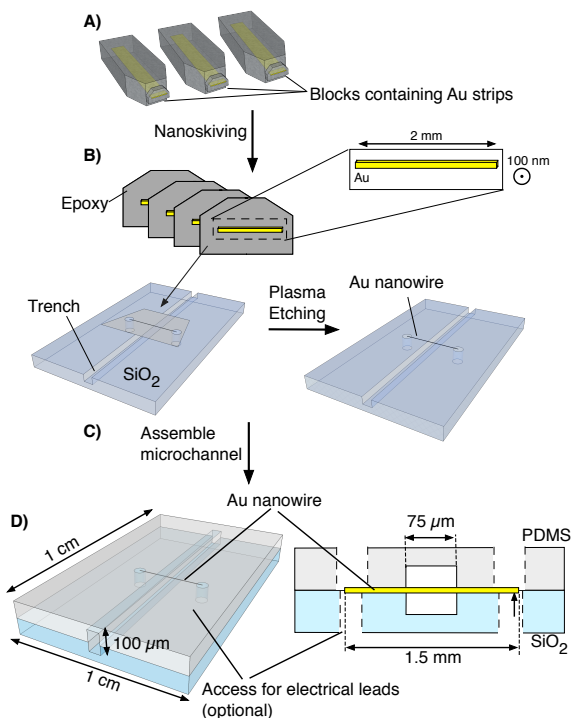 A)
Blocks containing Au strips
Nanoskiving
B)
2 mm
Au
100 nm
Epoxy
Trench
SiO2
Plasma
Etching
Au nanowire
C)
Assemble
microchannel
Au nanowire
D)
1 cm
100 µm
1 cm
75 µm
PDMS
SiO2
1.5 mm
Access for electrical leads
(optional)